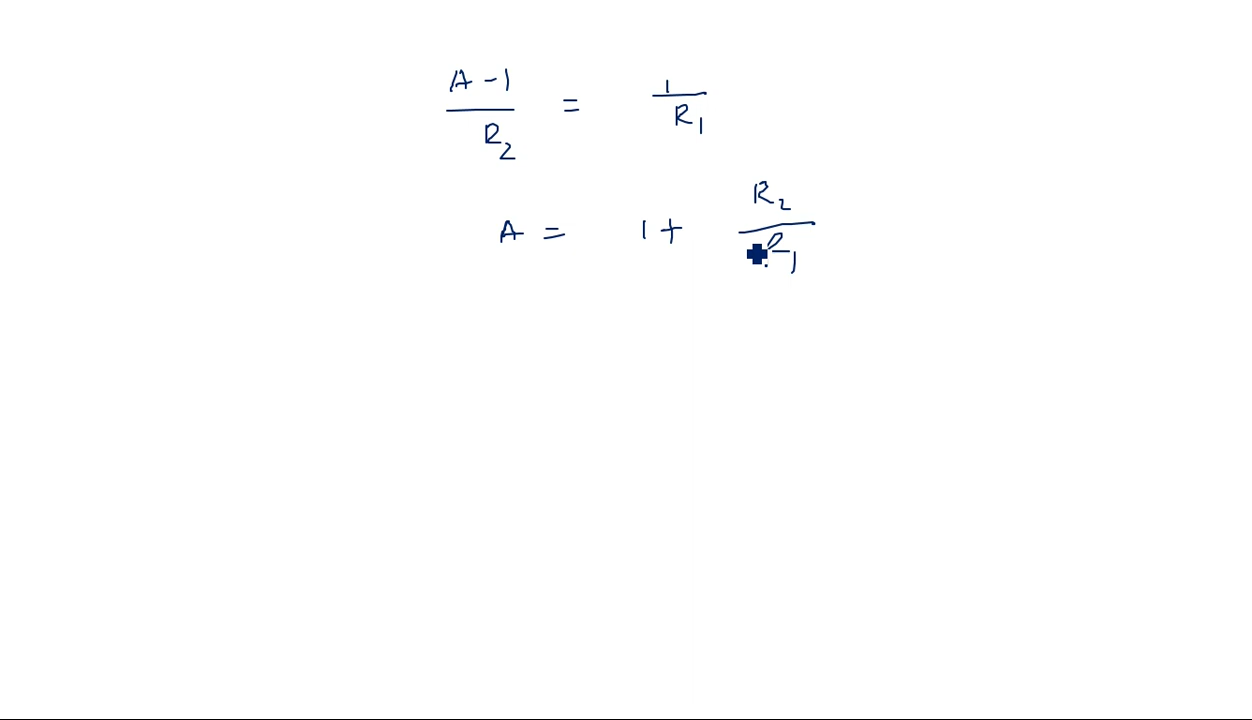 A - 1 / R₂ = 1 / R₁
A = 1 + R₂ / R₁